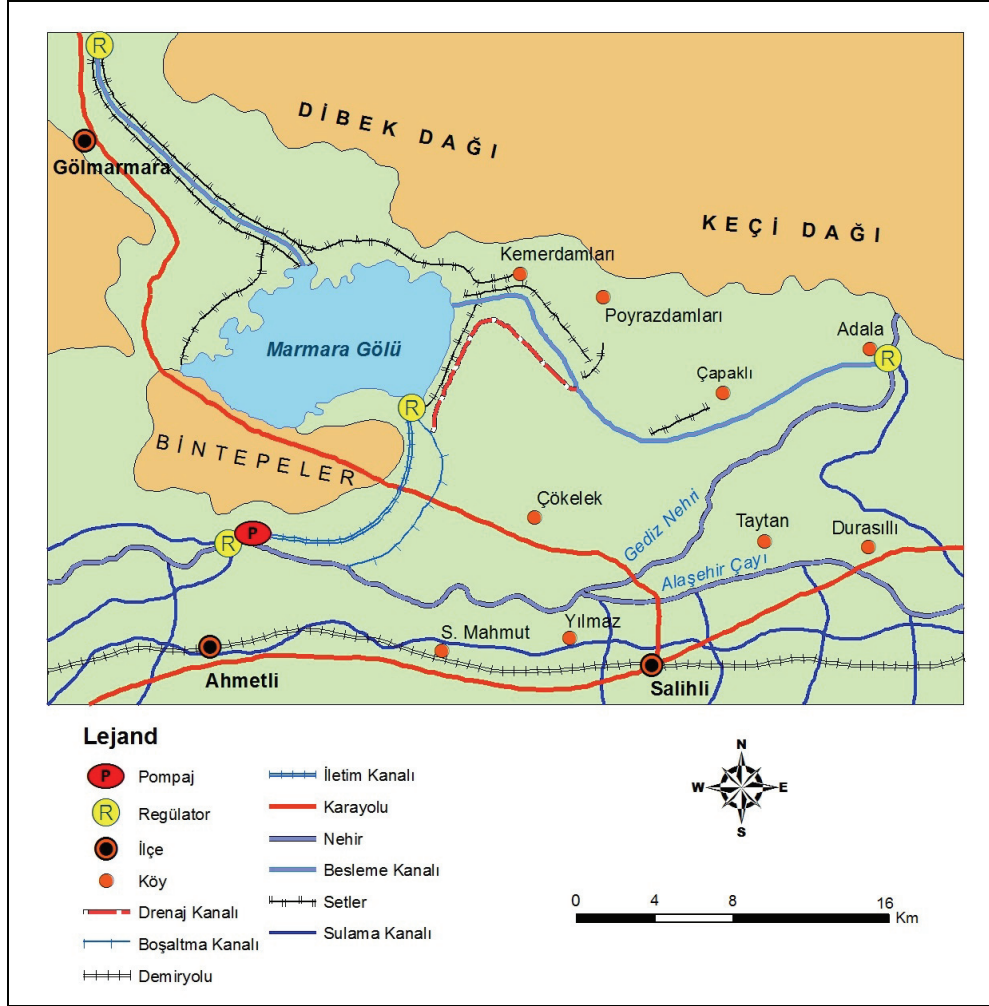 R
DİBEK DAĞI
Gölmarmara
KEÇİ DAĞI
Kemerdamları
Poyrazdamları
Adala
R
Marmara Gölü
Çapaklı
R
BİNTEPELER
Çökelek
Gediz Nehri
Taytan
Durasıllı
P
R
Alaşehir Çayı
S. Mahmut
Yılmaz
Ahmetli
Salihli
Lejand
P Pompaj
R Regülator
İlçe
Köy
Drenaj Kanalı
Boşaltma Kanalı
Demiryolu
İletim Kanalı
Karayolu
Nehir
Besleme Kanalı
Setler
Sulama Kanalı
N
W E
S
0 4 8 16
Km